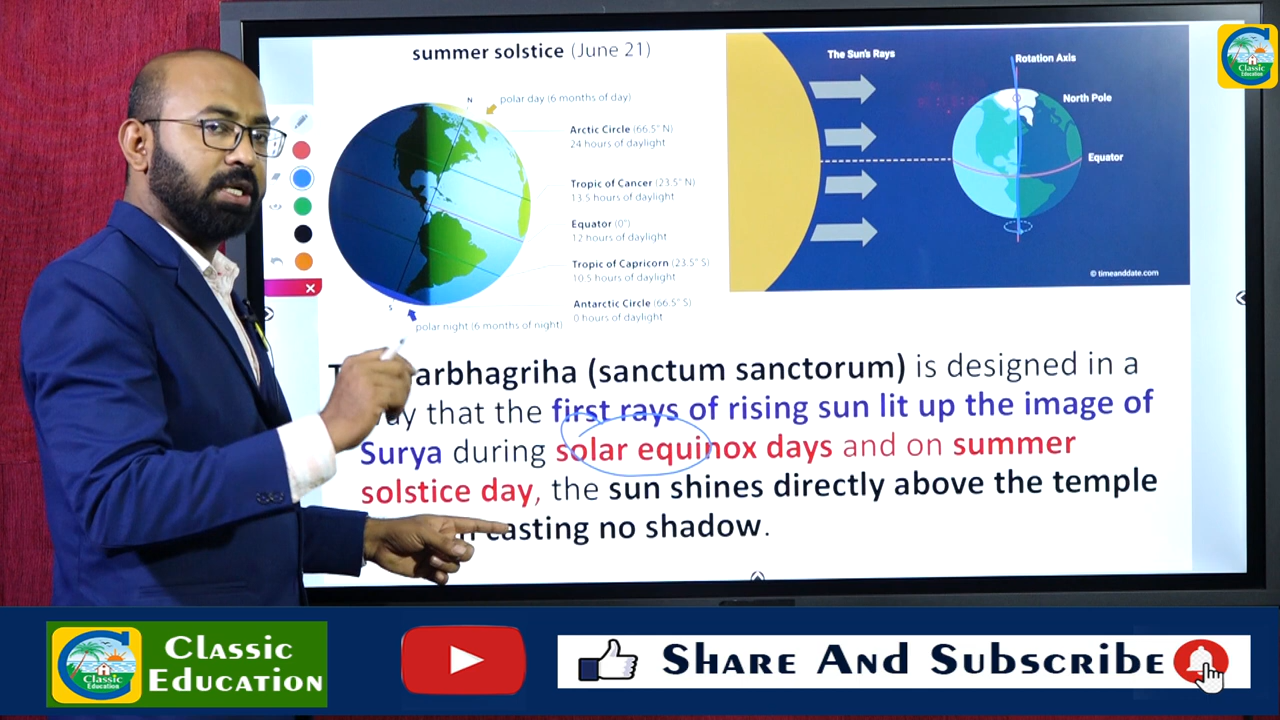 summer solstice (June 21)
N
polar day (6 months of day)
Arctic Circle (66.5° N)
24 hours of daylight
Tropic of Cancer (23.5° N)
13.5 hours of daylight
Equator (0°)
12 hours of daylight
Tropic of Capricorn (23.5° S)
10.5 hours of daylight
Antarctic Circle (66.5° S)
0 hours of daylight
S
polar night (6 months of night)
The Sun's Rays
Rotation Axis
North Pole
Equator
© timeanddate.com
(sanctum sanctorum) is designed in a
that the first rays of rising sun lit up the image of
Surya during solar equinox days and on summer
solstice day, the sun shines directly above the temple
casting no shadow.
Classic
Education
Classic
Education
Classic
Education
Share And Subscribe